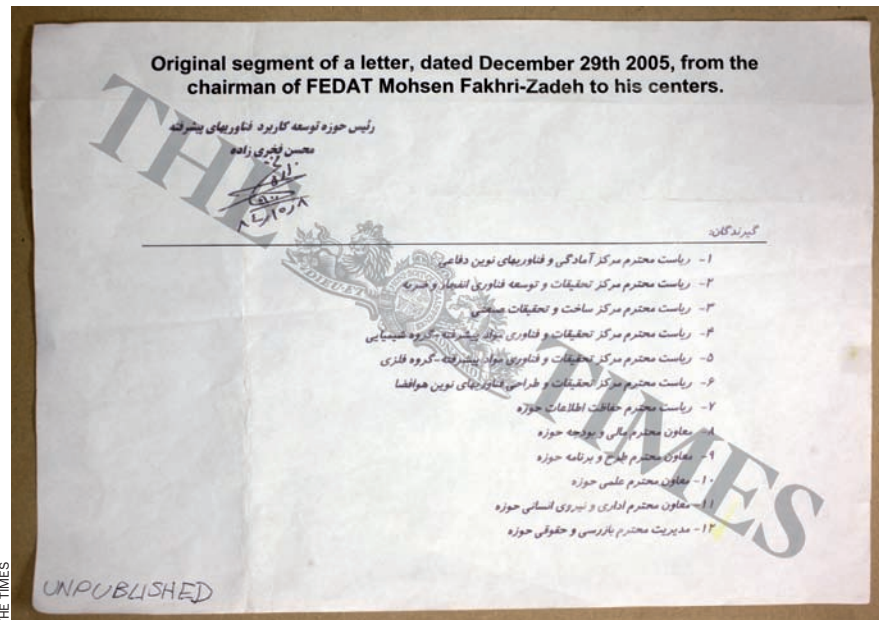 Original segment of a letter, dated December 29th 2005, from the
chairman of FEDAT Mohsen Fakhri-Zadeh to his centers.
رئیس حوزه توسعه کاربرد فناوریهای پیشرفته
محسن فخری زاده
گیرندگان:
۱- ریاست محترم مرکز آمادگی و فناوریهای نوین دفاعی
۲- ریاست محترم مرکز تحقیقات و توسعه فناوری انفجار و ضربه
۳- ریاست محترم مرکز ساخت و تحقیقات صنعتی
۴- ریاست محترم مرکز تحقیقات و فناوری مواد پیشرفته-گروه شیمیایی
۵- ریاست محترم مرکز تحقیقات و فناوری مواد پیشرفته-گروه فلزی
۶- ریاست محترم مرکز تحقیقات و طراحی فناوریهای نوین هوافضا
۷- ریاست محترم حفاظت اطلاعات حوزه
۸- معاون محترم مالی و بودجه حوزه
۹- معاون محترم طرح و برنامه حوزه
۱۰- معاون محترم علمی حوزه
۱۱- معاون محترم اداری و نیروی انسانی حوزه
۱۲- مدیریت محترم بازرسی و حقوقی حوزه
THE TIMES
DIEU ET
UNPUBLISHED
HE TIMES